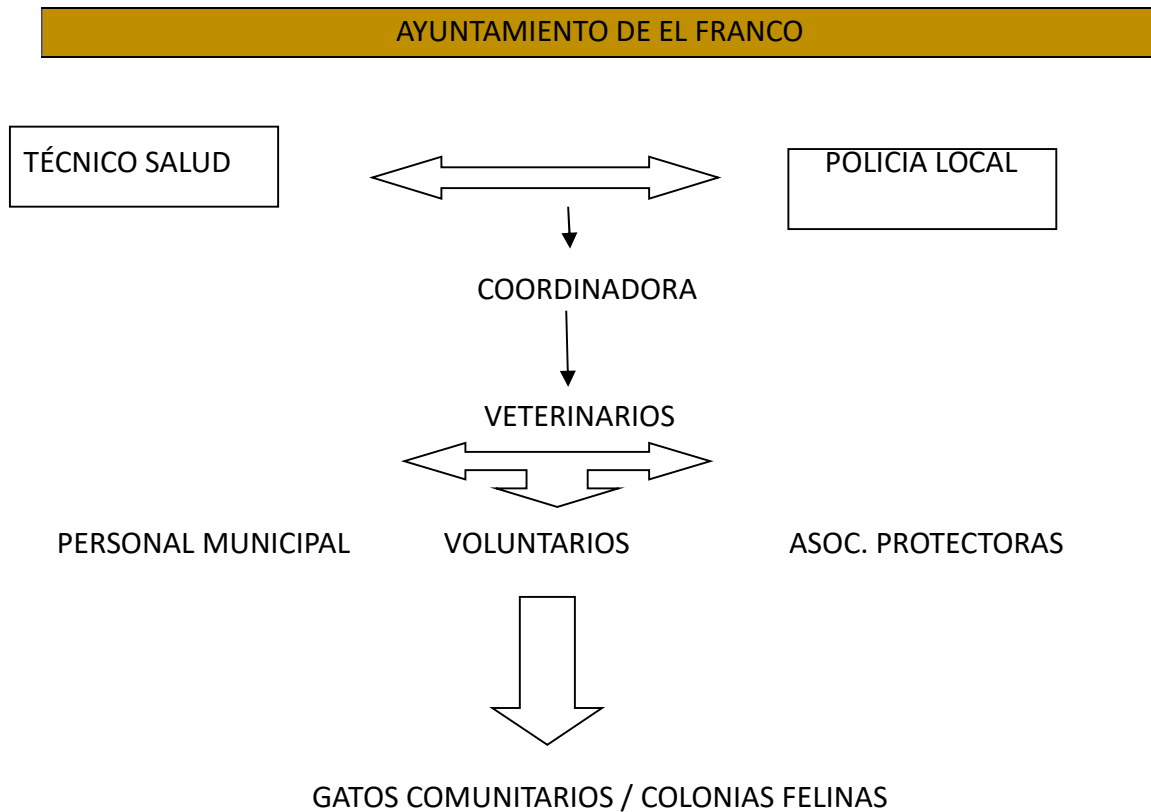 AYUNTAMIENTO DE EL FRANCO
TÉCNICO SALUD
POLICIA LOCAL
COORDINADORA
VETERINARIOS
PERSONAL MUNICIPAL
VOLUNTARIOS
ASOC. PROTECTORAS
GATOS COMUNITARIOS / COLONIAS FELINAS